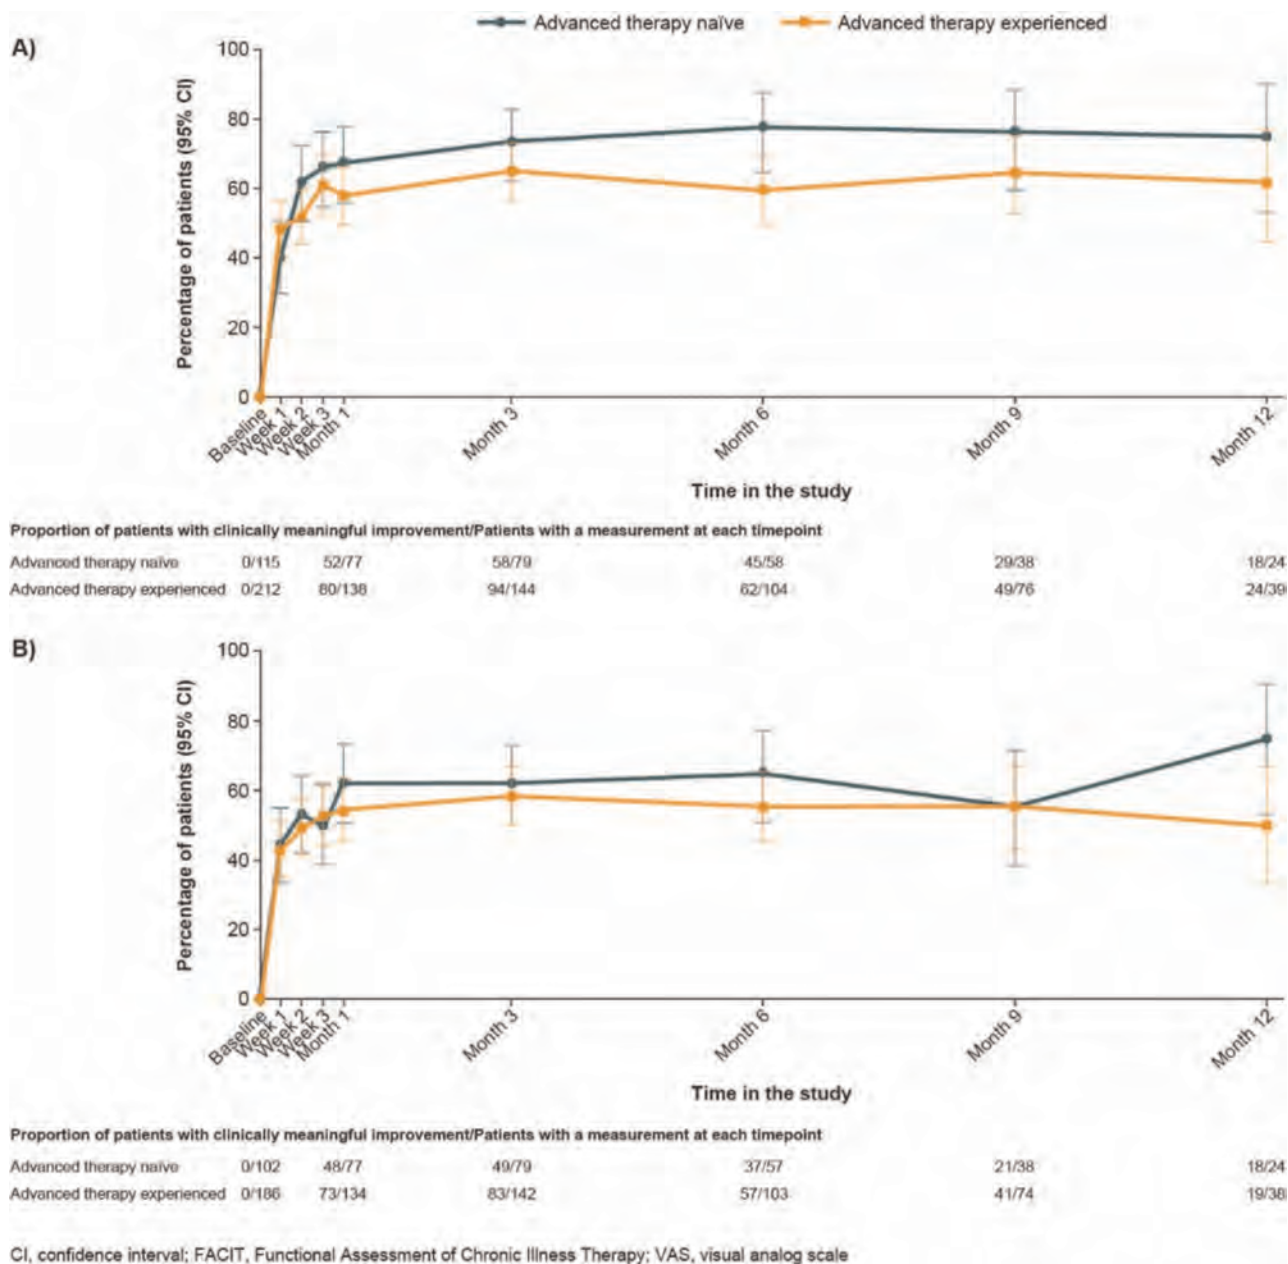 Advanced therapy naïve Advanced therapy experienced
A)
Percentage of patients (95% CI)
100
80
60
40
20
0
Baseline
Week 1
Week 2
Week 3
Month 1
Month 3
Month 6
Month 9
Month 12
Time in the study
Proportion of patients with clinically meaningful improvement/Patients with a measurement at each timepoint
Advanced therapy naïve 0/115 52/77 58/79 45/58 29/38 18/24
Advanced therapy experienced 0/212 80/138 94/144 62/104 49/76 24/39
B)
Percentage of patients (95% CI)
100
80
60
40
20
0
Baseline
Week 1
Week 2
Week 3
Month 1
Month 3
Month 6
Month 9
Month 12
Time in the study
Proportion of patients with clinically meaningful improvement/Patients with a measurement at each timepoint
Advanced therapy naïve 0/102 48/77 49/79 37/57 21/38 18/24
Advanced therapy experienced 0/186 73/134 83/142 57/103 41/74 19/38
CI, confidence interval; FACIT, Functional Assessment of Chronic Illness Therapy; VAS, visual analog scale